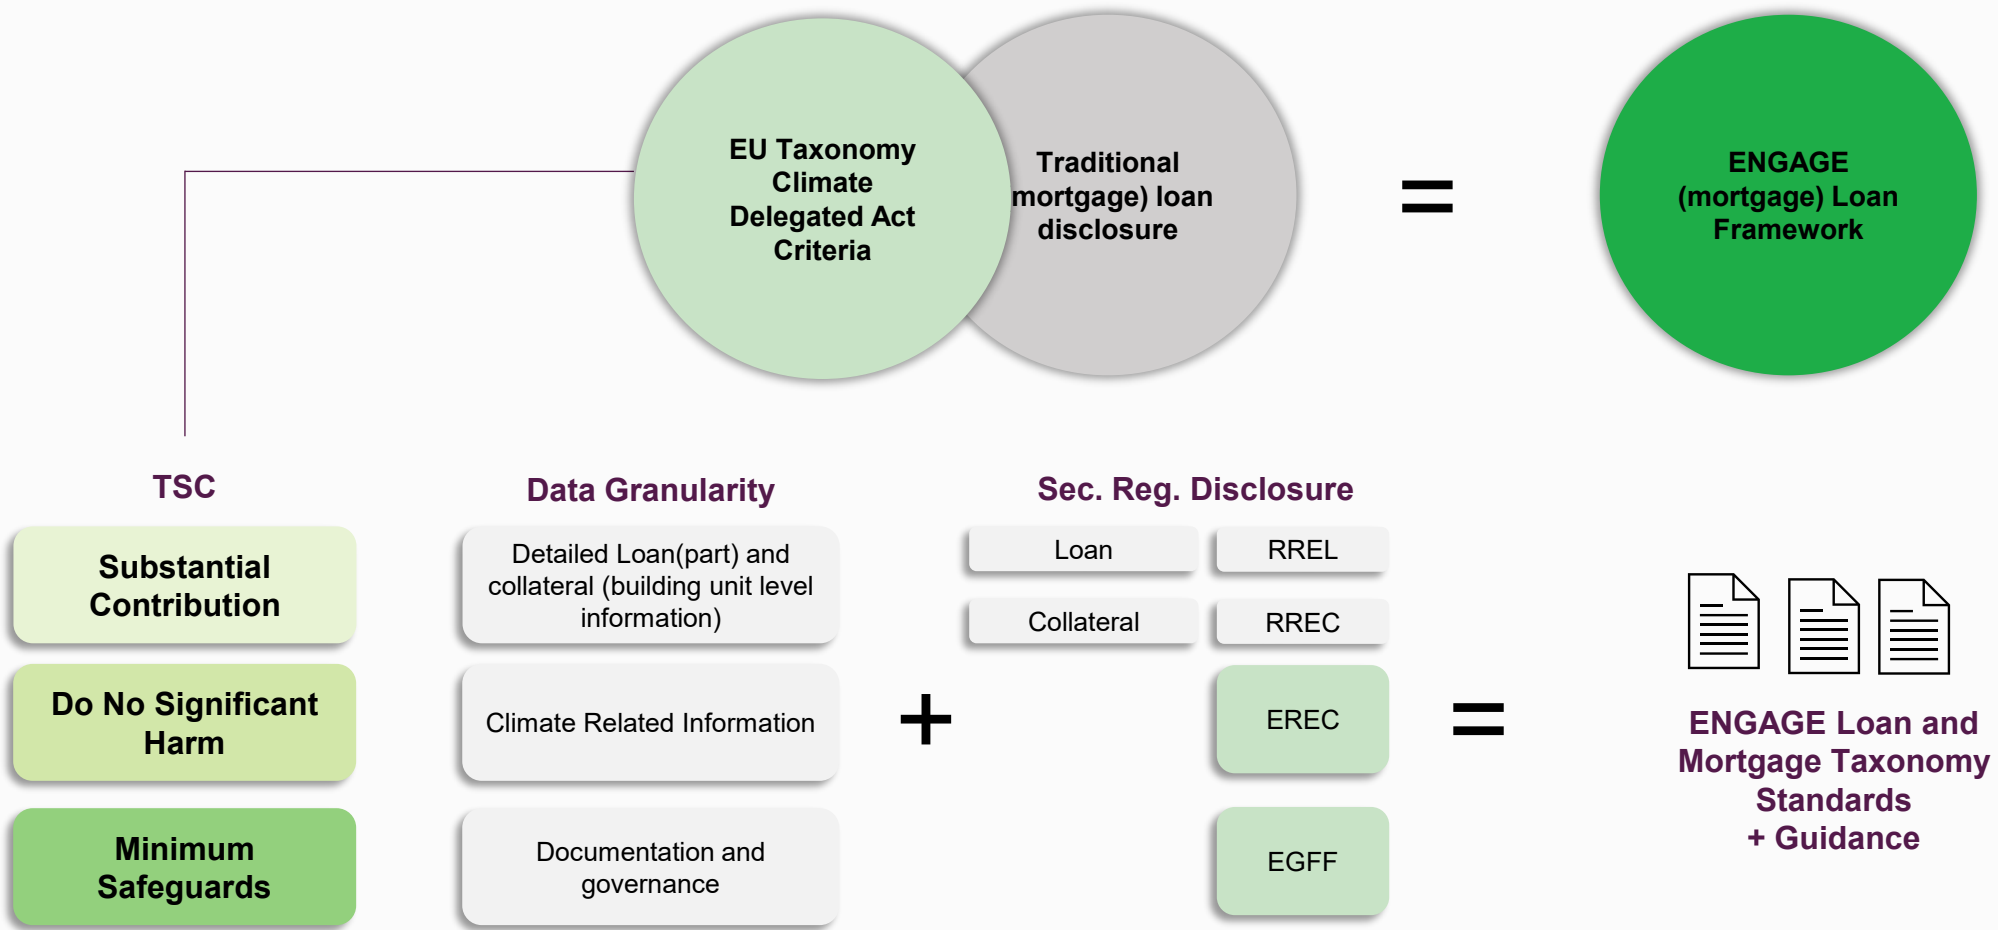 EU Taxonomy
Climate
Delegated Act
Criteria
Traditional
mortgage) loan
disclosure
=
ENGAGE
(mortgage) Loan
Framework
TSC
Data Granularity
Sec. Reg. Disclosure
Substantial
Contribution
Detailed Loan(part) and
collateral (building unit level
information)
Loan
RREL
Collateral
RREC
Do No Significant
Harm
Climate Related Information
+
EREC
=
Minimum
Safeguards
Documentation and
governance
EGFF
ENGAGE Loan and
Mortgage Taxonomy
Standards
+ Guidance